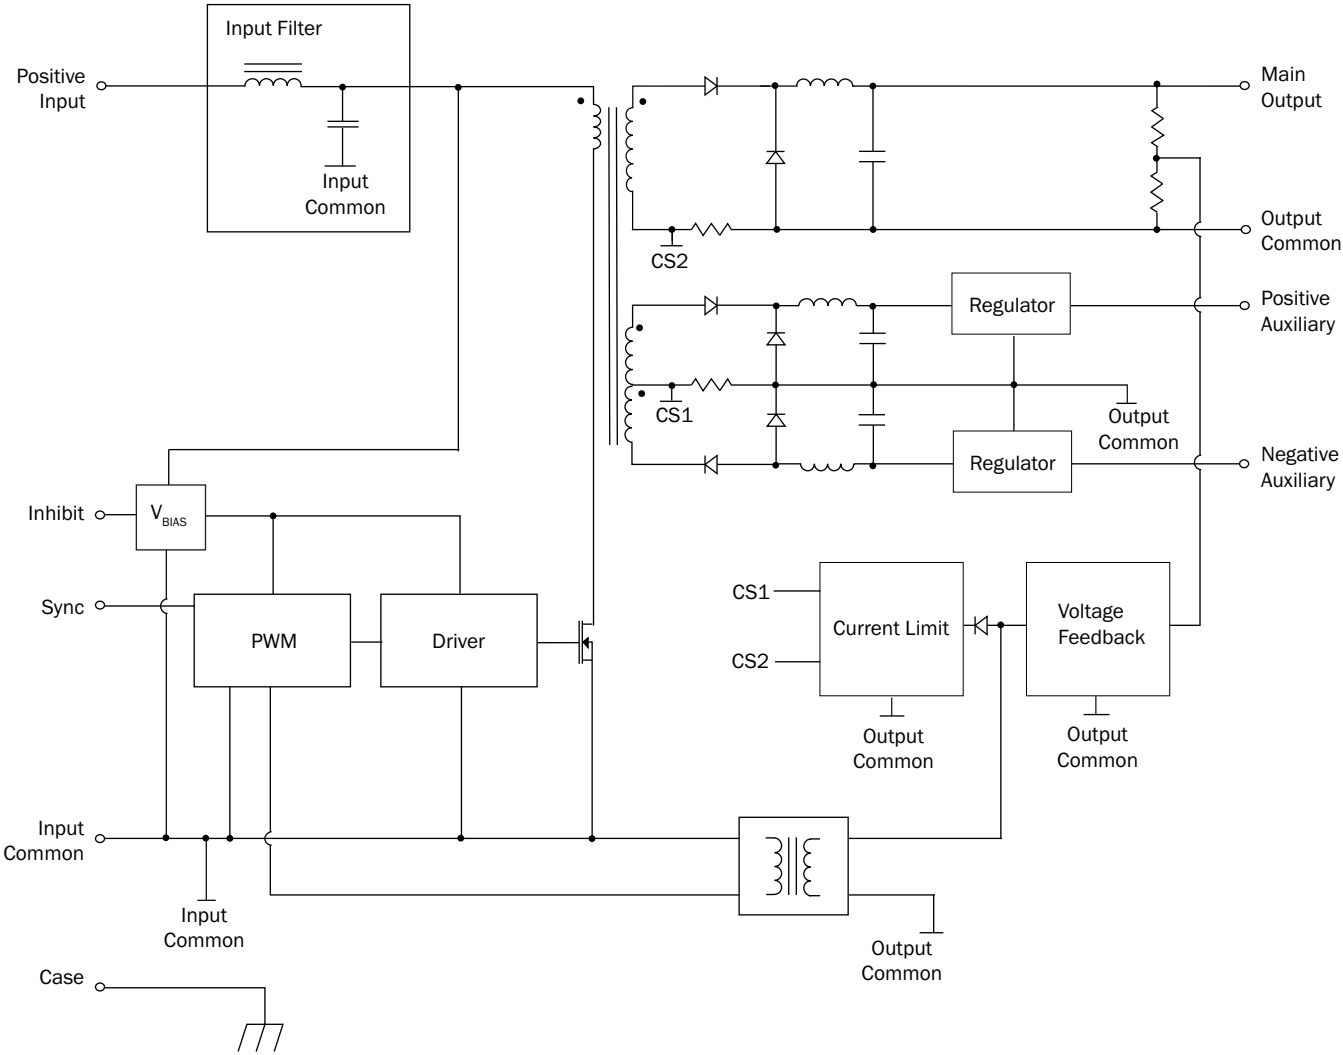 Input Filter
Positive
Input
Input
Common
Main
Output
Output
Common
CS2
Positive
Auxiliary
Regulator
CS1
Output
Common
Regulator
Negative
Auxiliary
Inhibit
VBIAS
Sync
PWM
Driver
CS1
CS2
Current Limit
Voltage
Feedback
Output
Common
Output
Common
Input
Common
Input
Common
Output
Common
Case